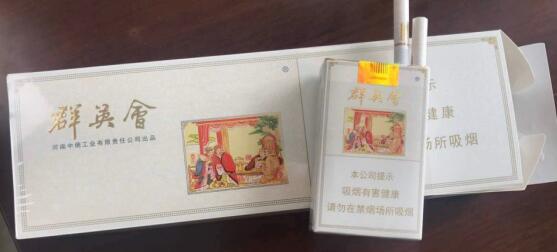 群英會
河南中烟工业有限责任公司出品
提示
健康
场所吸烟
群英會
本公司提示
吸烟有害健康
请勿在禁烟场所吸烟